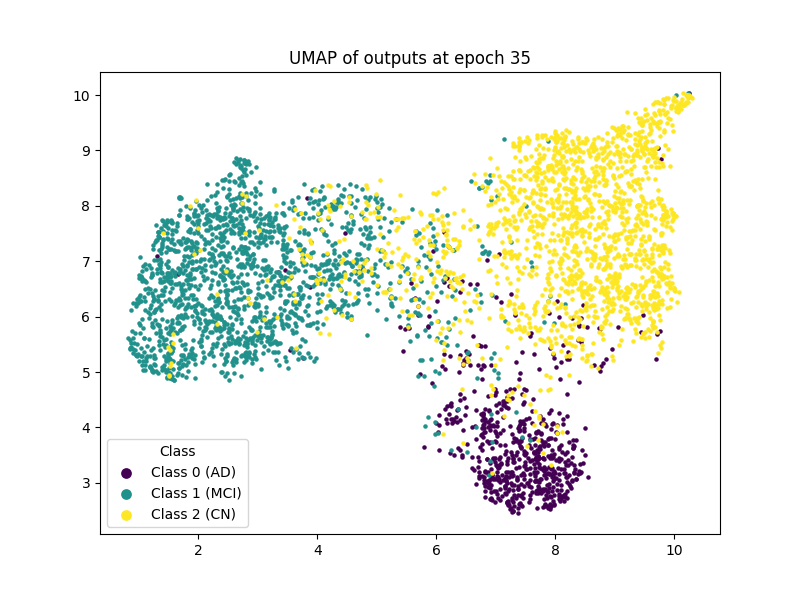 UMAP of outputs at epoch 35
10
9
8
7
6
5
4
3
Class
Class 0 (AD)
Class 1 (MCI)
Class 2 (CN)
2 4 6 8 10